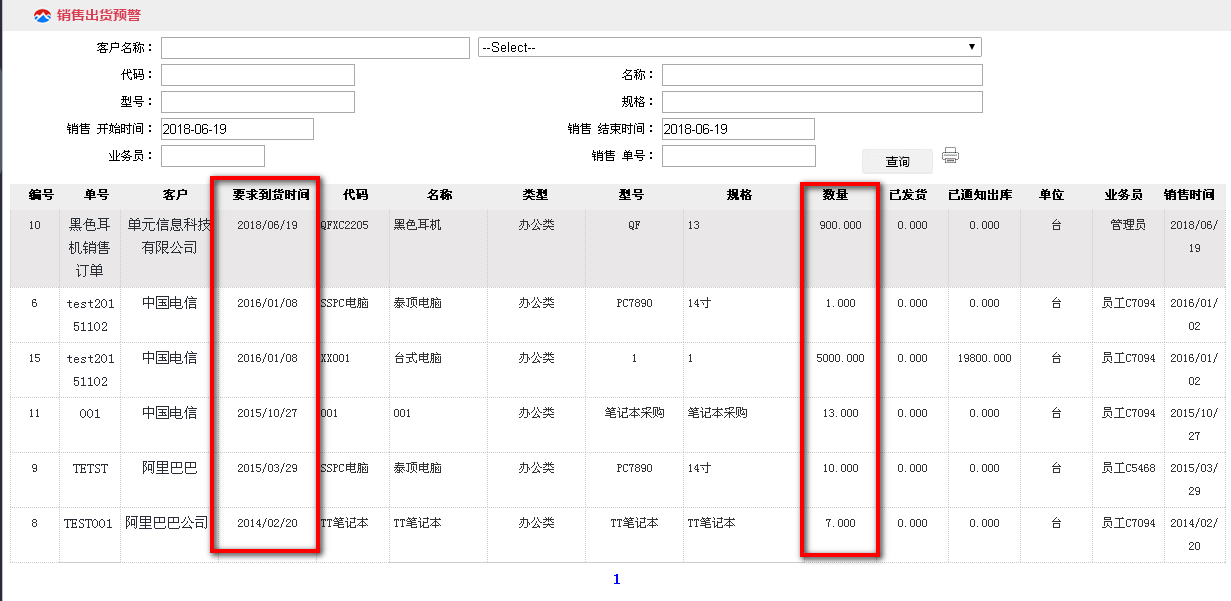 销售出货预警
客户名称： --Select--
代码： 名称：
型号： 规格：
销售 开始时间： 2018-06-19 销售 结束时间： 2018-06-19
业务员： 销售 单号： 查询
编号 单号 客户 要求到货时间 代码 名称 类型 型号 规格 数量 已发货 已通知出库 单位 业务员 销售时间
10 黑色耳 单元信息科技 2018/06/19 QFXC2205 黑色耳机 办公类 QF 13 900.000 0.000 0.000 台 管理员 2018/06/
机销售 有限公司 19
订单
6 test201 中国电信 2016/01/08 SSPC电脑 泰顶电脑 办公类 PC7890 14寸 1.000 0.000 0.000 台 员工C7094 2016/01/
51102 02
15 test201 中国电信 2016/01/08 XX001 台式电脑 办公类 1 1 5000.000 0.000 19800.000 台 员工C7094 2016/01/
51102 02
11 001 中国电信 2015/10/27 001 001 办公类 笔记本采购 笔记本采购 13.000 0.000 0.000 台 员工C7094 2015/10/
27
9 TETST 阿里巴巴 2015/03/29 SSPC电脑 泰顶电脑 办公类 PC7890 14寸 10.000 0.000 0.000 台 员工C5468 2015/03/
29
8 TEST001 阿里巴巴公司 2014/02/20 TT笔记本 TT笔记本 办公类 TT笔记本 TT笔记本 7.000 0.000 0.000 台 员工C7094 2014/02/
20
1